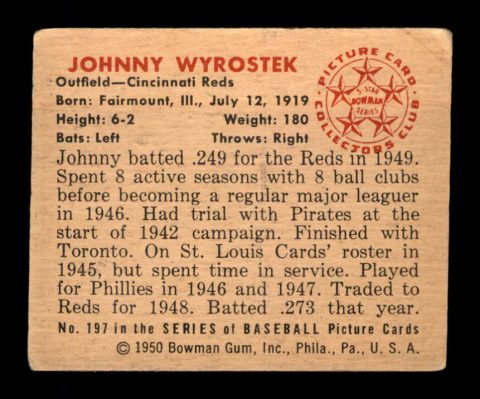 JOHNNY WYROSTEK
Outfield—Cincinnati Reds
Born: Fairmount, Ill., July 12, 1919
Height: 6-2 Weight: 180
Bats: Left Throws: Right
PICTURE CARD
COLLECTORS CLUB
5-STAR
BOWMAN
SERIES
Johnny batted .249 for the Reds in 1949.
Spent 8 active seasons with 8 ball clubs
before becoming a regular major leaguer
in 1946. Had trial with Pirates at the
start of 1942 campaign. Finished with
Toronto. On St. Louis Cards' roster in
1945, but spent time in service. Played
for Phillies in 1946 and 1947. Traded to
Reds for 1948. Batted .273 that year.
No. 197 in the SERIES of BASEBALL Picture Cards
© 1950 Bowman Gum, Inc., Phila., Pa., U. S. A.